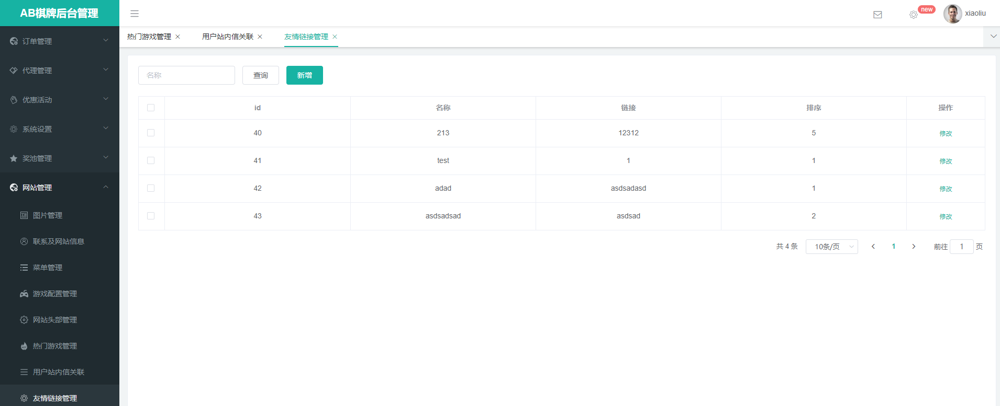 AB棋牌后台管理
new
xiaoliu
订单管理
代理管理
优惠活动
系统设置
奖池管理
网站管理
图片管理
联系及网站信息
菜单管理
游戏配置管理
网站头部管理
热门游戏管理
用户站内信关联
友情链接管理
热门游戏管理 用户站内信关联 友情链接管理
名称 查询 新增
id 名称 链接 排序 操作
40 213 12312 5 修改
41 test 1 1 修改
42 adad asdsadasd 1 修改
43 asdsadsad asdsad 2 修改
共 4 条 10条/页 1 前往 1 页